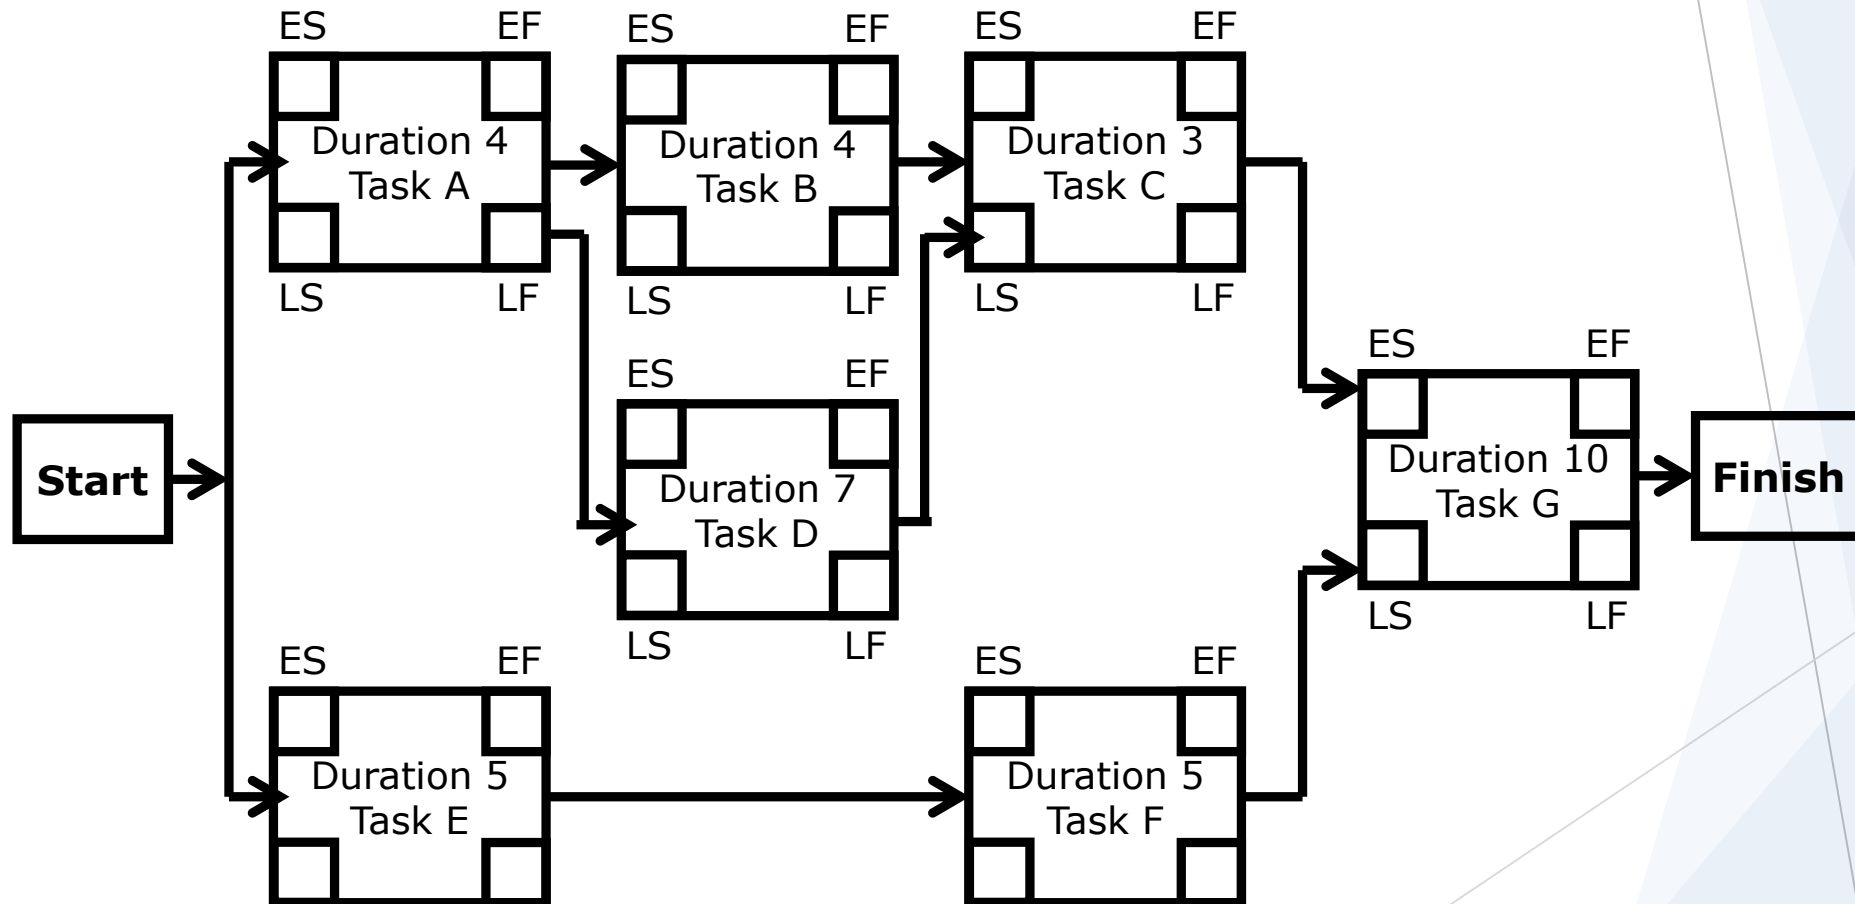 ES EF
Duration 4
Task A
LS LF
ES EF
Duration 4
Task B
LS LF
ES EF
Duration 3
Task C
LS LF
ES EF
Duration 7
Task D
LS LF
Start
ES EF
Duration 10
Task G
LS LF
Finish
ES EF
Duration 5
Task E
ES EF
Duration 5
Task F